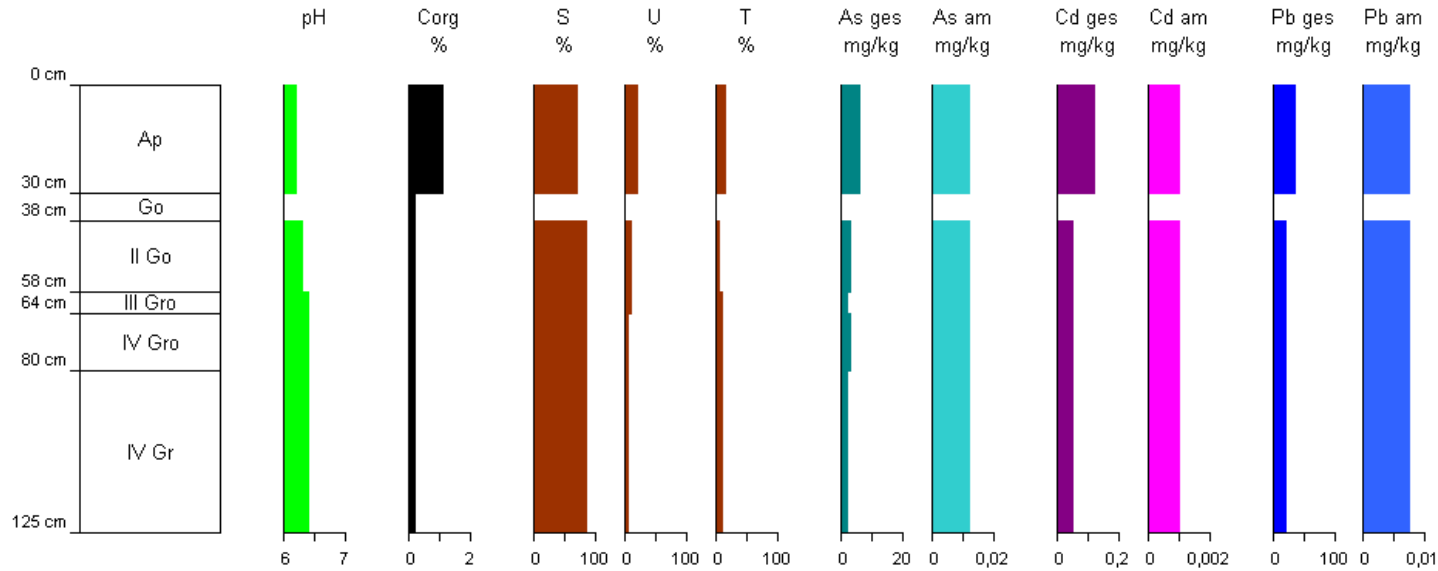 pH Corg S U T As ges As am Cd ges Cd am Pb ges Pb am
% % % % mg/kg mg/kg mg/kg mg/kg mg/kg mg/kg
0 cm
Ap
30 cm
Go
38 cm
II Go
58 cm
III Gro
64 cm
IV Gro
80 cm
IV Gr
125 cm
6 7 0 2 0 100 0 100 0 100 0 20 0 0,02 0 0,2 0 0,002 0 100 0 0,01